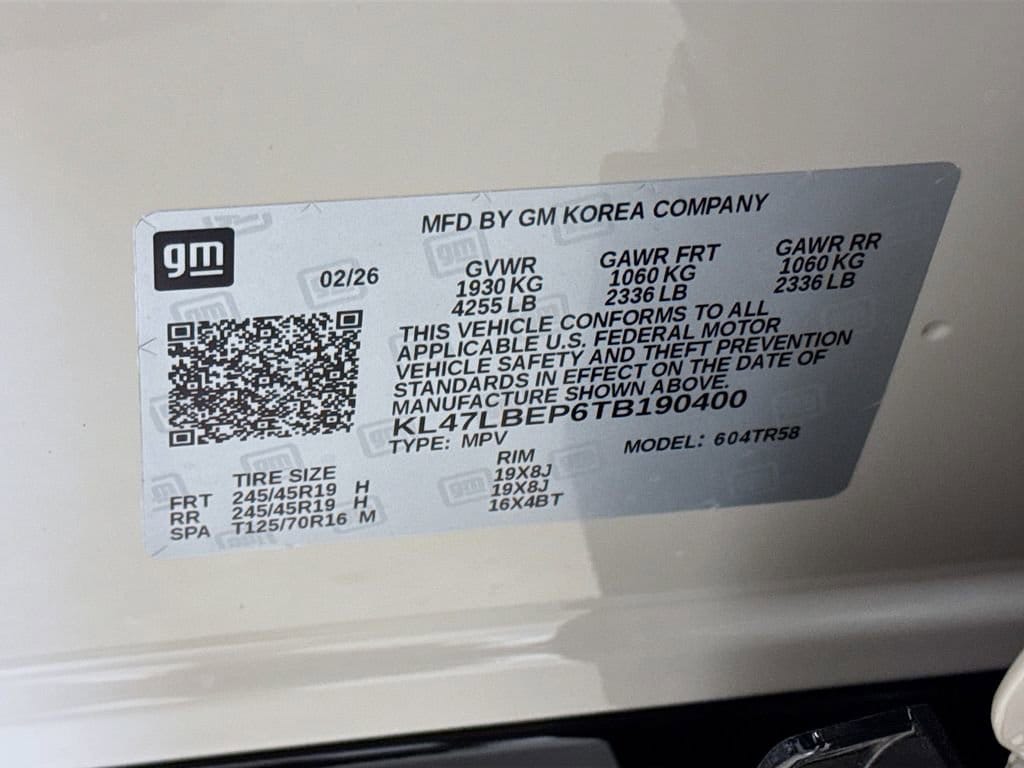 gm
MFD BY GM KOREA COMPANY
02/26
GVWR
1930 KG
4255 LB
GAWR FRT
1060 KG
2336 LB
GAWR RR
1060 KG
2336 LB
THIS VEHICLE CONFORMS TO ALL
APPLICABLE U.S. FEDERAL MOTOR
VEHICLE SAFETY AND THEFT PREVENTION
STANDARDS IN EFFECT ON THE DATE OF
MANUFACTURE SHOWN ABOVE.
KL47LBEP6TB190400
TYPE: MPV
MODEL: 604TR58
TIRE SIZE
RIM
FRT 245/45R19 H 19X8J
RR 245/45R19 H 19X8J
SPA T125/70R16 M 16X4BT